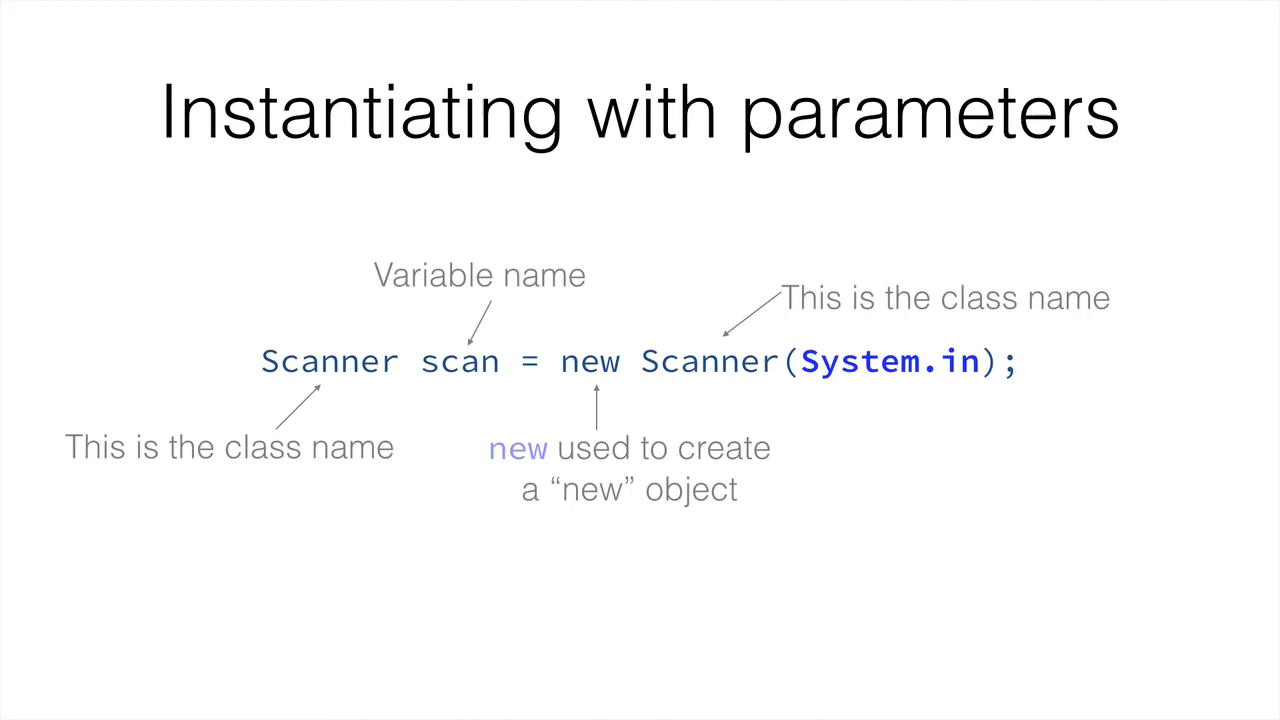 Instantiating with parameters
Variable name
This is the class name
Scanner scan = new Scanner(System.in);
This is the class name
new used to create
a “new” object